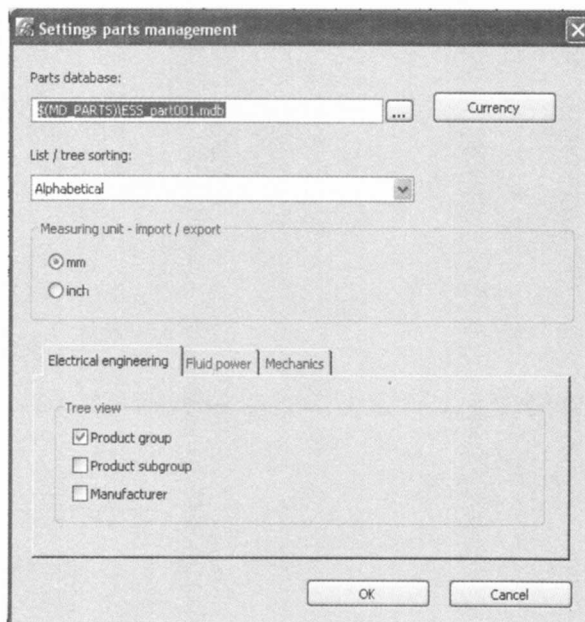 Settings parts management
Parts database:
$(MD_PARTS)\ESS_part001.mdb
...
Currency
List / tree sorting:
Alphabetical
Measuring unit - import / export
mm
inch
Electrical engineering Fluid power Mechanics
Tree view
Product group
Product subgroup
Manufacturer
OK Cancel